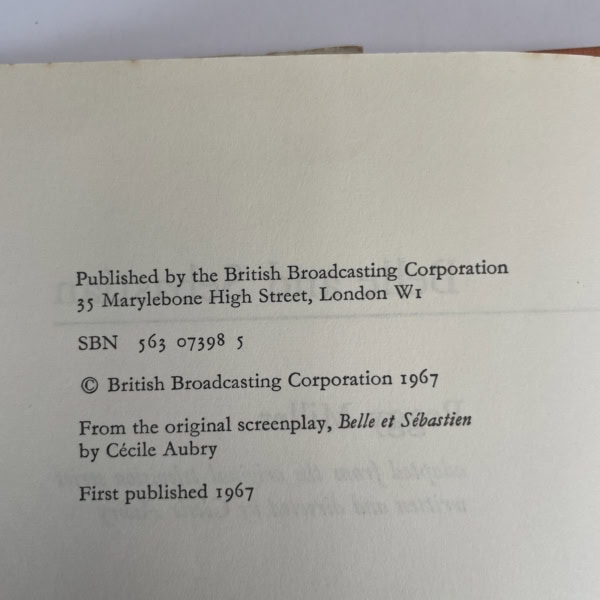 Published by the British Broadcasting Corporation
35 Marylebone High Street, London W1
SBN 563 07398 5
© British Broadcasting Corporation 1967
From the original screenplay, Belle et Sébastien
by Cécile Aubry
First published 1967